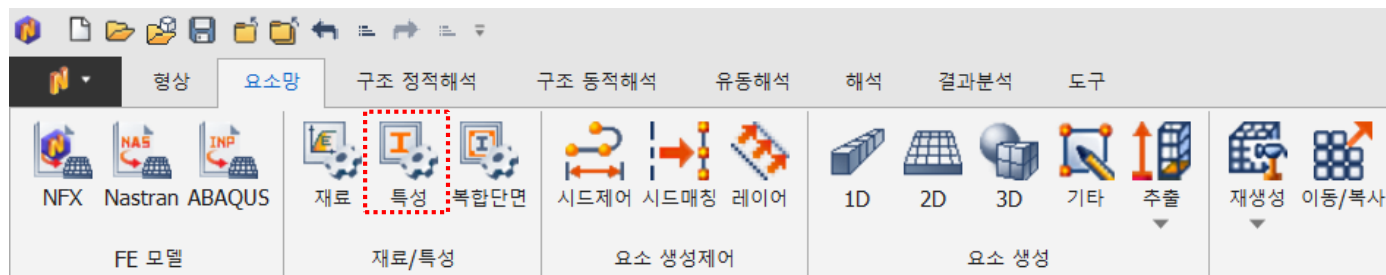 형상 요소망 구조 정적해석 구조 동적해석 유동해석 해석 결과분석 도구
NAS INP E
NFX Nastran ABAQUS 재료 특성 복합단면 시드제어 시드매칭 레이어 1D 2D 3D 기타 추출 재생성 이동/복사
FE 모델 재료/특성 요소 생성제어 요소 생성